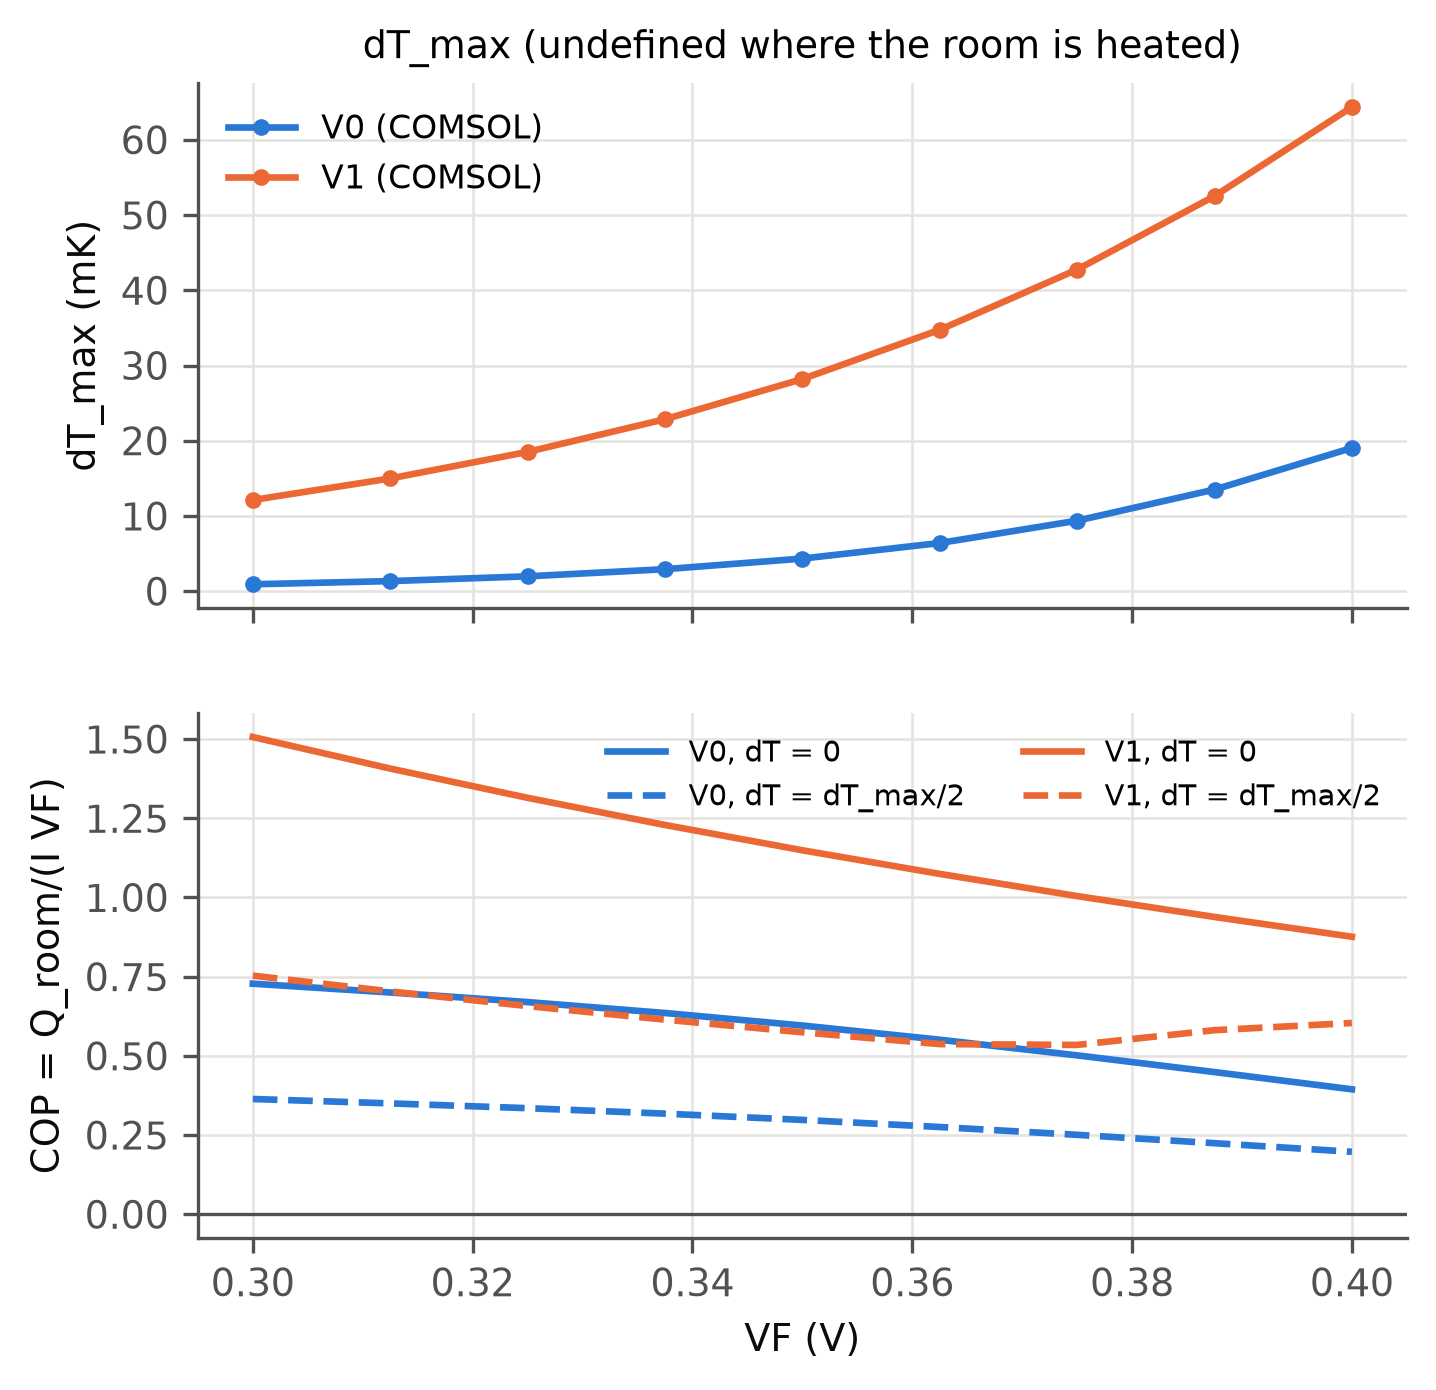 dT_max (undefined where the room is heated)
V0 (COMSOL)
V1 (COMSOL)
dT_max (mK)
60
50
40
30
20
10
0
V0, dT = 0
V0, dT = dT_max/2
V1, dT = 0
V1, dT = dT_max/2
COP = Q_room/(I VF)
1.50
1.25
1.00
0.75
0.50
0.25
0.00
0.30 0.32 0.34 0.36 0.38 0.40
VF (V)